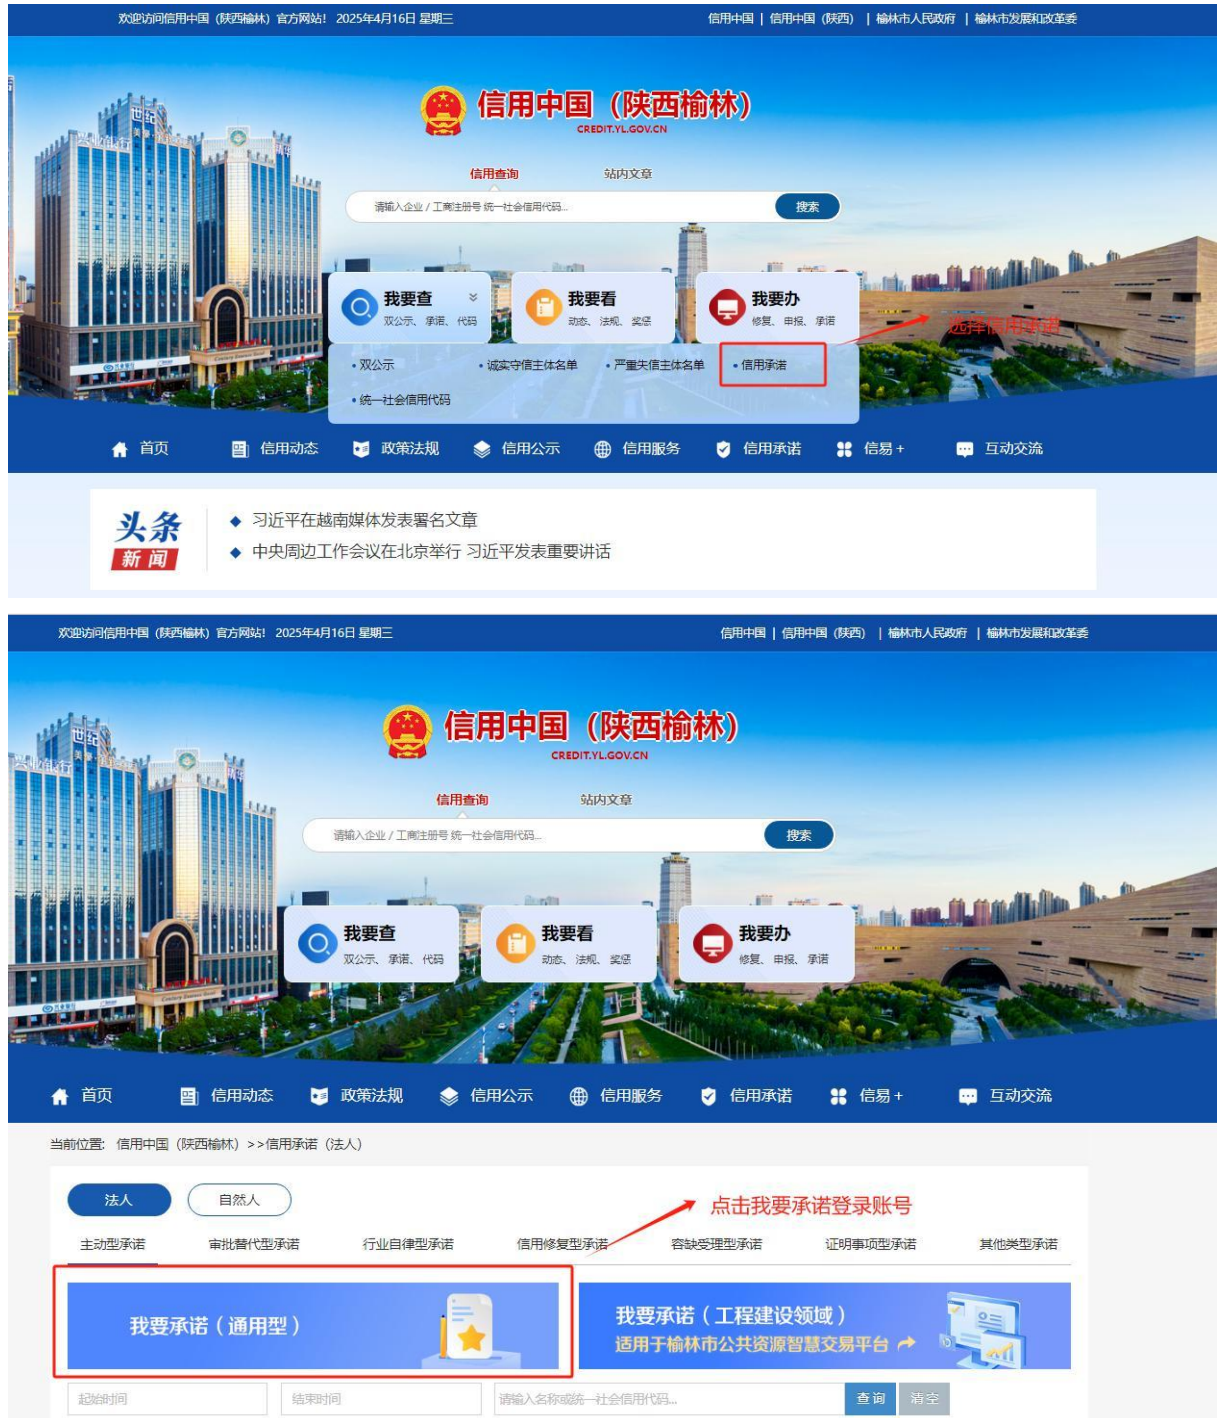 欢迎访问信用中国（陕西榆林）官方网站！ 2025年4月16日 星期三
信用中国 | 信用中国（陕西） | 榆林市人民政府 | 榆林市发展和改革委
信用中国（陕西榆林）
CREDIT.YL.GOV.CN
信用查询 站内文章
请输入企业 / 工商注册号 统一社会信用代码...
搜索
我要查
双公示、承诺、代码
我要看
动态、法规、奖惩
我要办
修复、申报、承诺
选择信用承诺
• 双公示 • 诚实守信主体名单 • 严重失信主体名单 • 信用承诺
• 统一社会信用代码
首页 信用动态 政策法规 信用公示 信用服务 信用承诺 信易+ 互动交流
头条
新闻
◆ 习近平在越南媒体发表署名文章
◆ 中央周边工作会议在北京举行 习近平发表重要讲话
欢迎访问信用中国（陕西榆林）官方网站！ 2025年4月16日 星期三
信用中国 | 信用中国（陕西） | 榆林市人民政府 | 榆林市发展和改革委
信用中国（陕西榆林）
CREDIT.YL.GOV.CN
信用查询 站内文章
请输入企业 / 工商注册号 统一社会信用代码...
搜索
我要查
双公示、承诺、代码
我要看
动态、法规、奖惩
我要办
修复、申报、承诺
首页 信用动态 政策法规 信用公示 信用服务 信用承诺 信易+ 互动交流
当前位置: 信用中国（陕西榆林）>>信用承诺（法人）
法人 自然人
点击我要承诺登录账号
主动型承诺 审批替代型承诺 行业自律型承诺 信用修复型承诺 容缺受理型承诺 证明事项型承诺 其他类型承诺
我要承诺（通用型）
我要承诺（工程建设领域）
适用于榆林市公共资源智慧交易平台
起始时间 结束时间 请输入名称或统一社会信用代码... 查询 清空